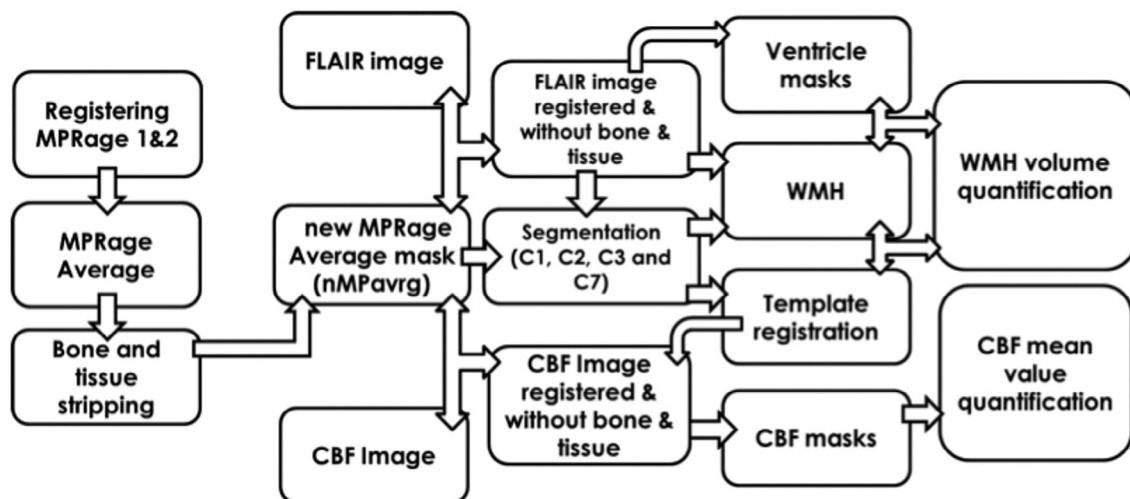 Registering
MPRage 1&2
MPRage
Average
Bone and
tissue
stripping
FLAIR image
new MPRage
Average mask
(nMPavrg)
CBF Image
FLAIR image
registered &
without bone &
tissue
Segmentation
(C1, C2, C3 and
C7)
CBF Image
registered &
without bone &
tissue
Ventricle
masks
WMH
Template
registration
CBF masks
WMH volume
quantification
CBF mean
value
quantification